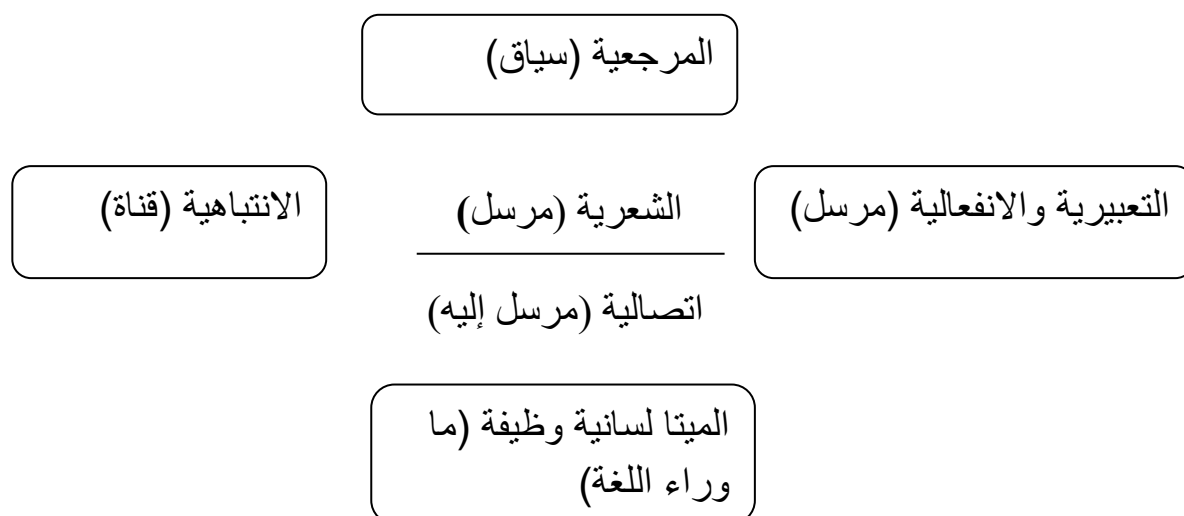 المرجعية (سياق)
التعبيرية والانفعالية (مرسل)
الشعرية (مرسل)
الانتباهية (قناة)
اتصالية (مرسل إليه)
الميتا لسانية وظيفة (ما
وراء اللغة)